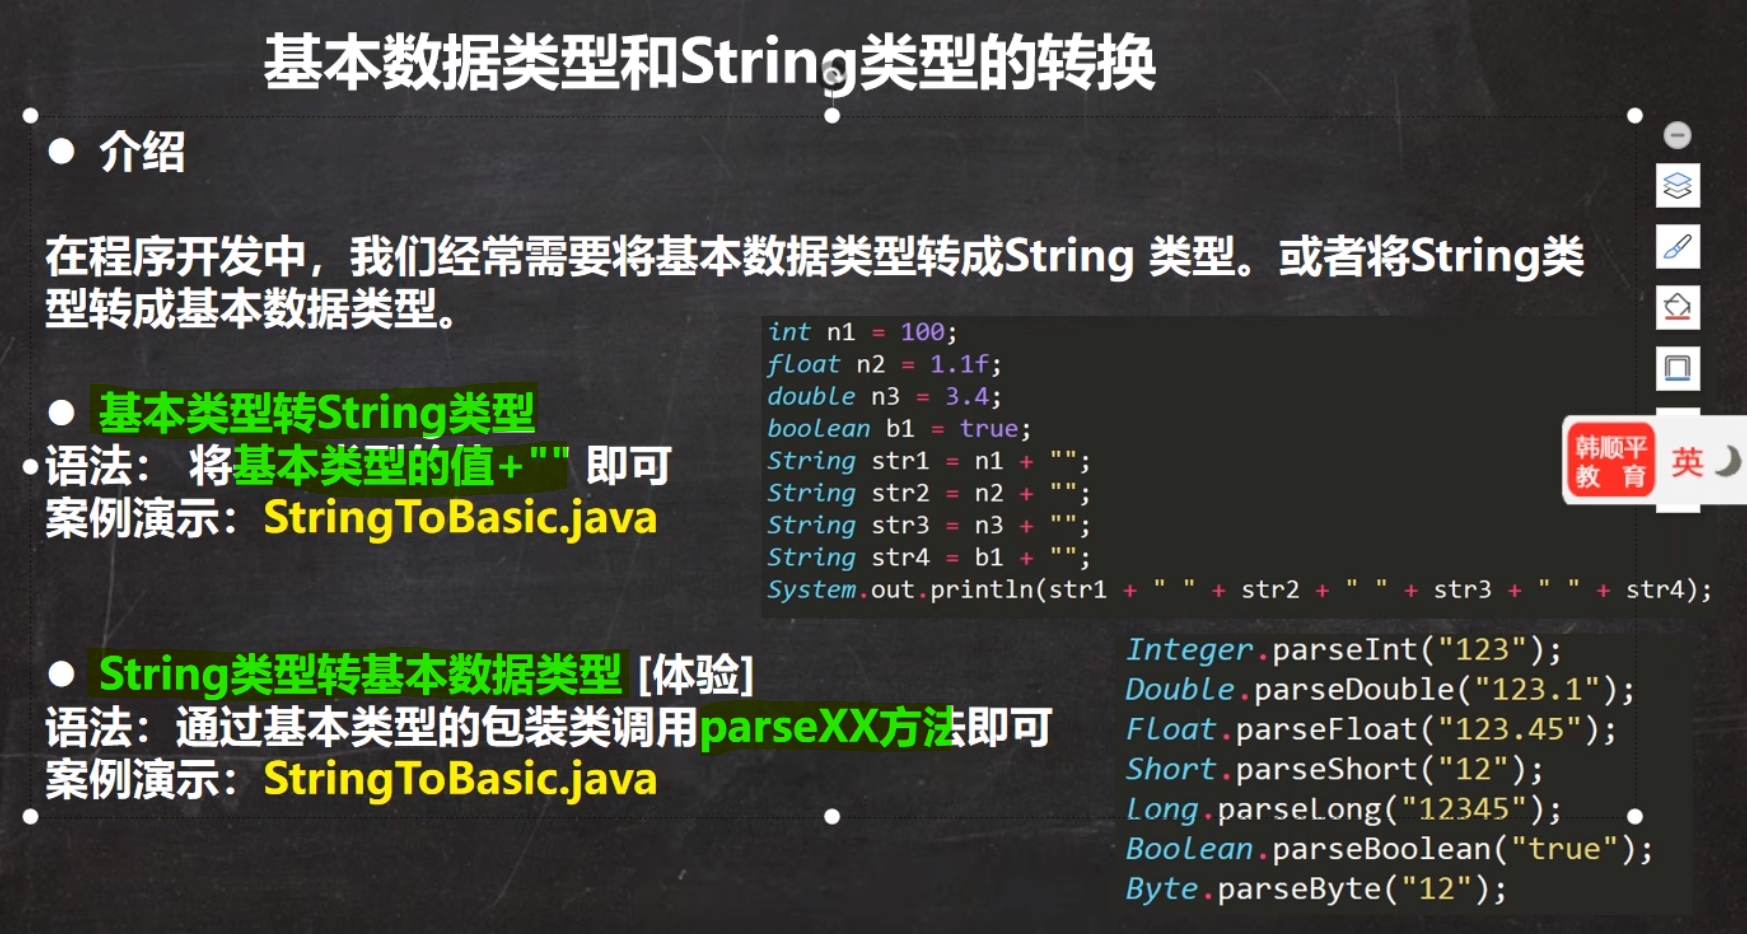 基本数据类型和String类型的转换
● 介绍
在程序开发中，我们经常需要将基本数据类型转成String 类型。或者将String类
型转成基本数据类型。
● 基本类型转String类型
语法： 将基本类型的值+"" 即可
案例演示：StringToBasic.java
int n1 = 100;
float n2 = 1.1f;
double n3 = 3.4;
boolean b1 = true;
String str1 = n1 + "";
String str2 = n2 + "";
String str3 = n3 + "";
String str4 = b1 + "";
System.out.println(str1 + " " + str2 + " " + str3 + " " + str4);
韩顺平
教 育
英
● String类型转基本数据类型 [体验]
语法：通过基本类型的包装类调用parseXX方法即可
案例演示：StringToBasic.java
Integer.parseInt("123");
Double.parseDouble("123.1");
Float.parseFloat("123.45");
Short.parseShort("12");
Long.parseLong("12345");
Boolean.parseBoolean("true");
Byte.parseByte("12");